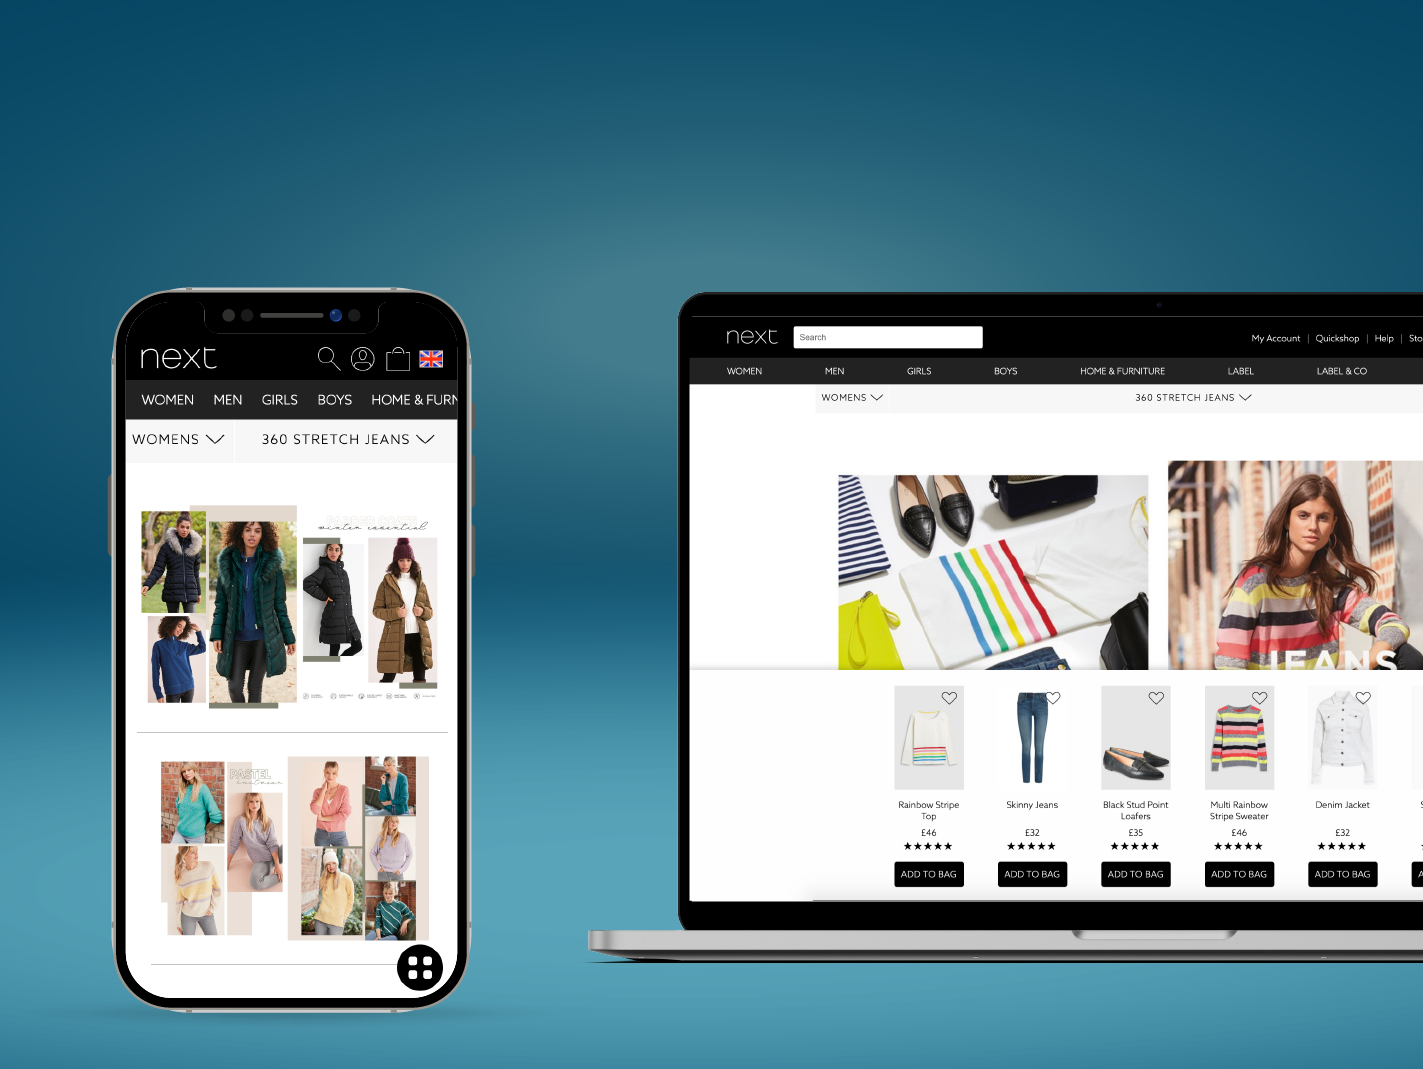 next
WOMEN MEN GIRLS BOYS HOME & FURN
WOMENS 360 STRETCH JEANS
winter essential
PASTEL
next Search My Account | Quickshop | Help | Sto
WOMEN MEN GIRLS BOYS HOME & FURNITURE LABEL LABEL & CO
WOMENS 360 STRETCH JEANS
JEANS
Rainbow Stripe Top
£46
★★★★★
ADD TO BAG
Skinny Jeans
£32
★★★★★
ADD TO BAG
Black Stud Point Loafers
£35
★★★★★
ADD TO BAG
Multi Rainbow Stripe Sweater
£46
★★★★★
ADD TO BAG
Denim Jacket
£32
★★★★★
ADD TO BAG